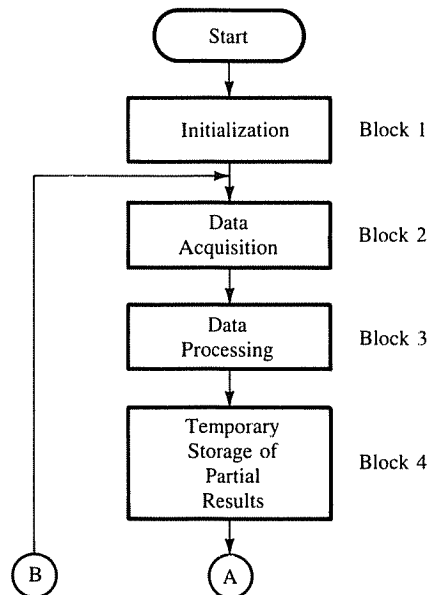 Start
Initialization
Block 1
Data
Acquisition
Block 2
Data
Processing
Block 3
Temporary
Storage of
Partial
Results
Block 4
B
A